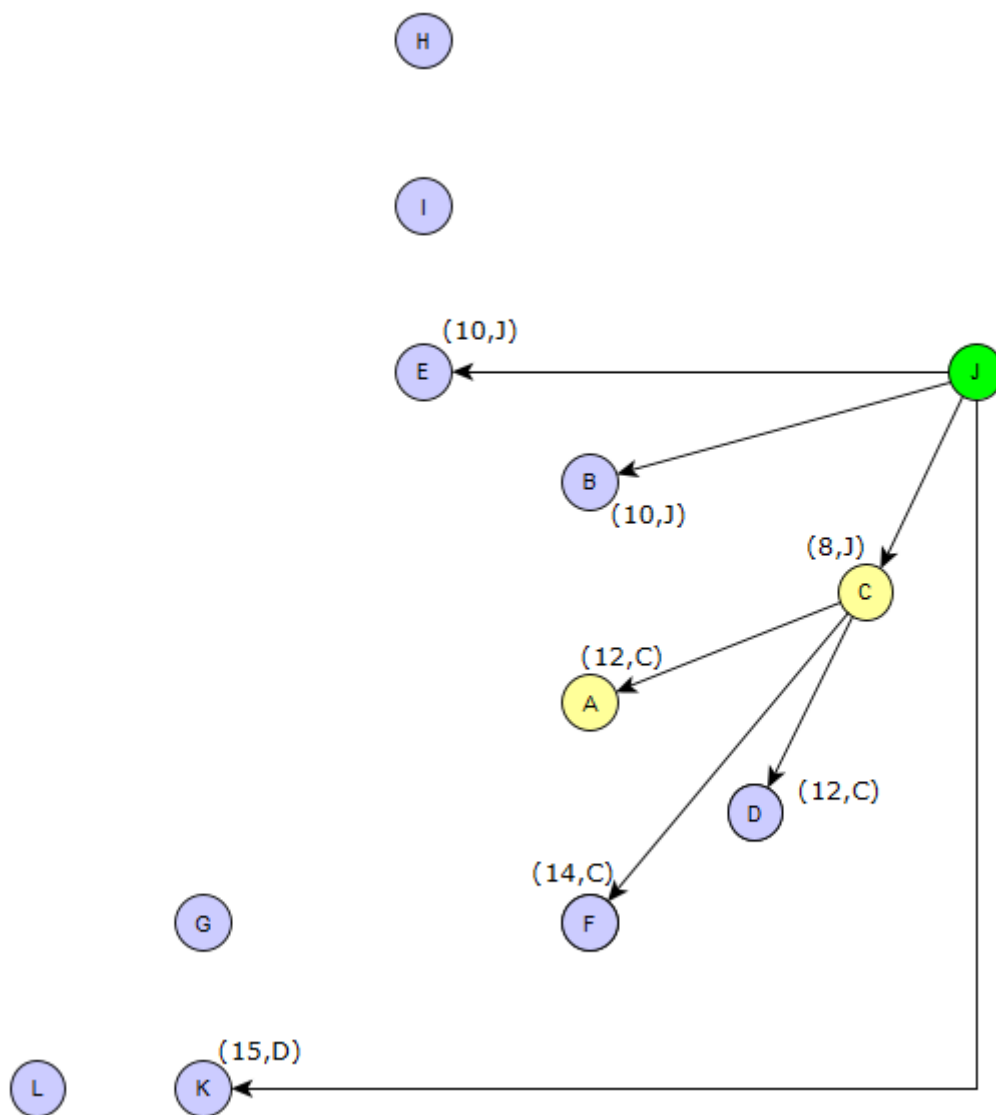 H
I
(10,J)
E
J
B
(10,J)
(8,J)
C
(12,C)
A
(12,C)
D
(14,C)
G
F
(15,D)
L
K